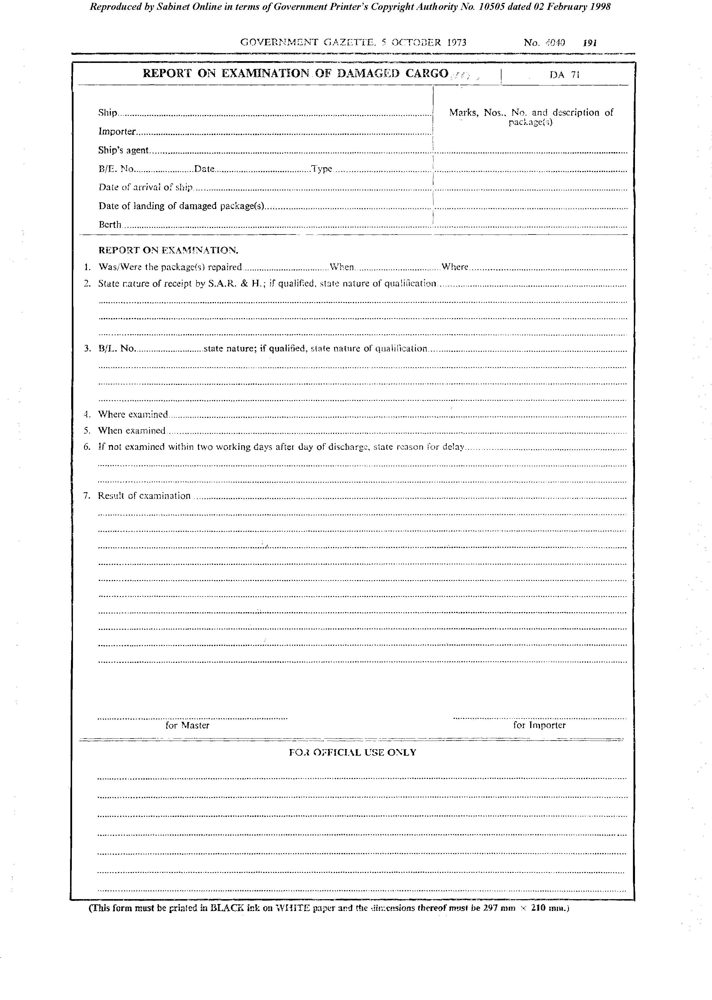 Reproduced by Sabinet Online in terms of Government Printer's Copyright Authority No. 10505 dated 02 February 1998
GOVERNMENT GAZETTE, 5 OCTOBER 1973 No. 4040 191
REPORT ON EXAMINATION OF DAMAGED CARGO DA 71
Ship
Marks, Nos., No. and description of
package(s)
Importer
Ship's agent
B/E. No. Date Type
Date of arrival of ship
Date of landing of damaged package(s)
Berth
REPORT ON EXAMINATION.
1. Was/Were the package(s) repaired When Where
2. State nature of receipt by S.A.R. & H.; if qualified, state nature of qualification
3. B/L. No. state nature; if qualified, state nature of qualification
4. Where examined
5. When examined
6. If not examined within two working days after day of discharge, state reason for delay
7. Result of examination
for Master for Importer
FOR OFFICIAL USE ONLY
(This form must be printed in BLACK ink on WHITE paper and the dimensions thereof must be 297 mm × 210 mm.)